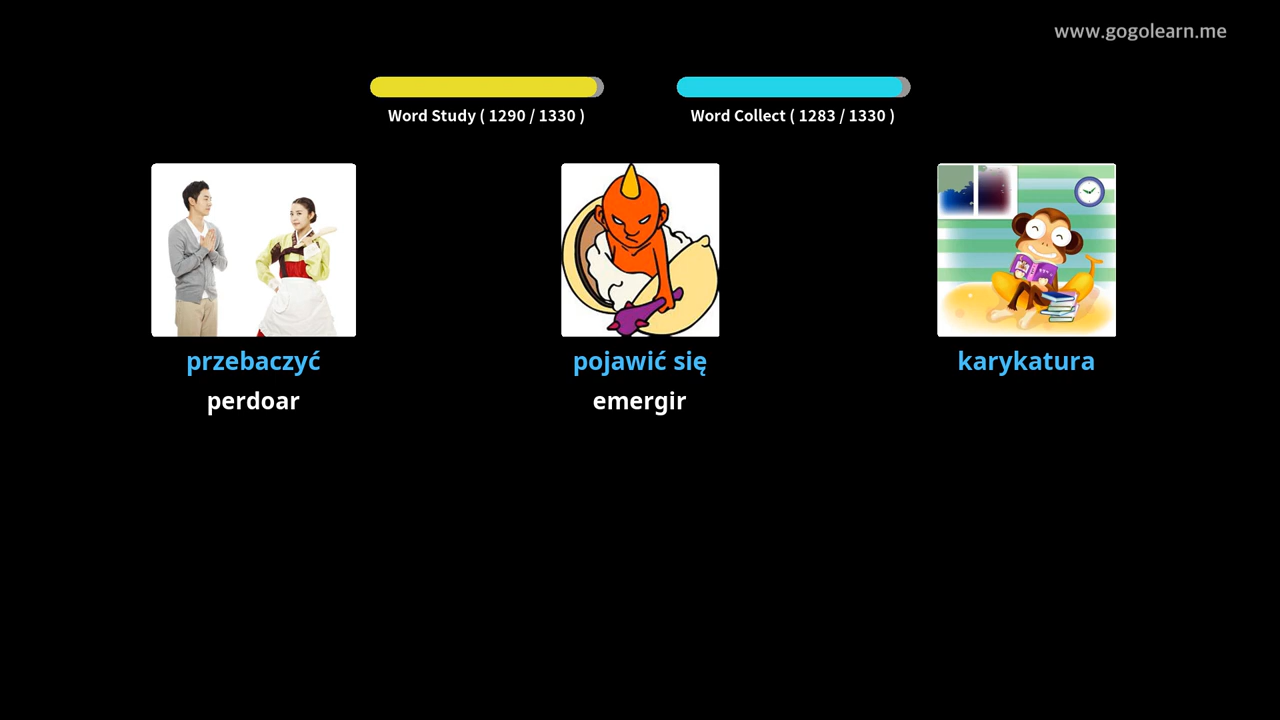 www.gogolearn.me
Word Study ( 1290 / 1330 )
Word Collect ( 1283 / 1330 )
przebaczyć
pojawić się
karykatura
perdoar
emergir